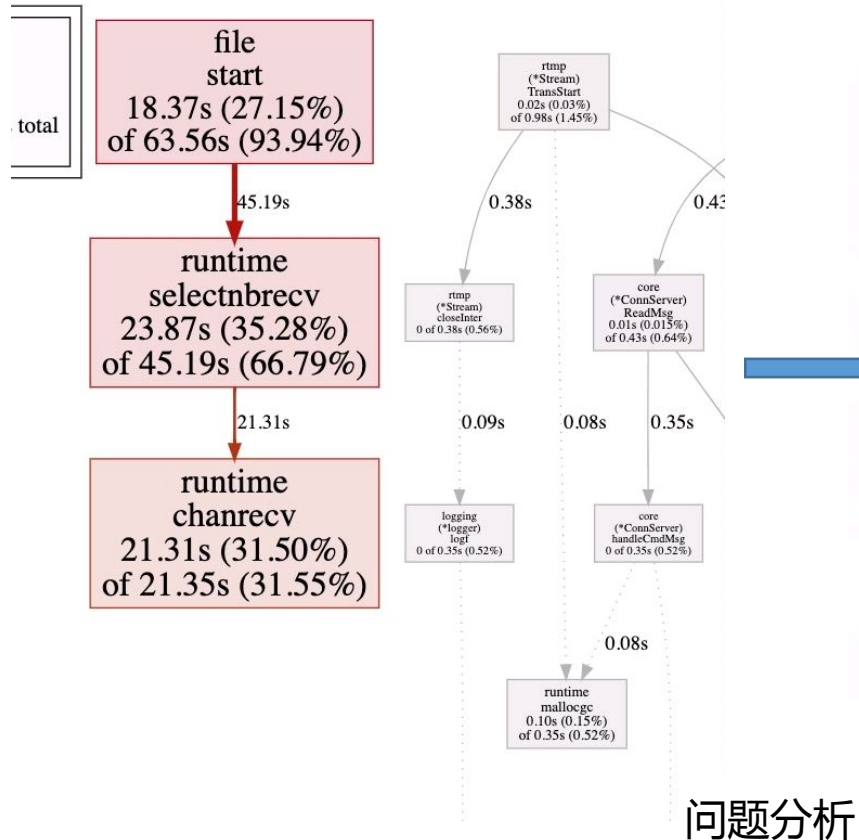 total
file
start
18.37s (27.15%)
of 63.56s (93.94%)
45.19s
runtime
selectnbrecv
23.87s (35.28%)
of 45.19s (66.79%)
21.31s
runtime
chanrecv
21.31s (31.50%)
of 21.35s (31.55%)
rtmp
(*Stream)
TransStart
0.02s (0.03%)
of 0.98s (1.45%)
0.38s
0.43
rtmp
(*Stream)
closeInter
0 of 0.38s (0.56%)
core
(*ConnServer)
ReadMsg
0.01s (0.015%)
of 0.43s (0.64%)
0.09s
0.08s
0.35s
logging
(*logger)
logf
0 of 0.35s (0.52%)
core
(*ConnServer)
handleCmdMsg
0 of 0.35s (0.52%)
0.08s
runtime
mallocgc
0.10s (0.15%)
of 0.35s (0.52%)
问题分析